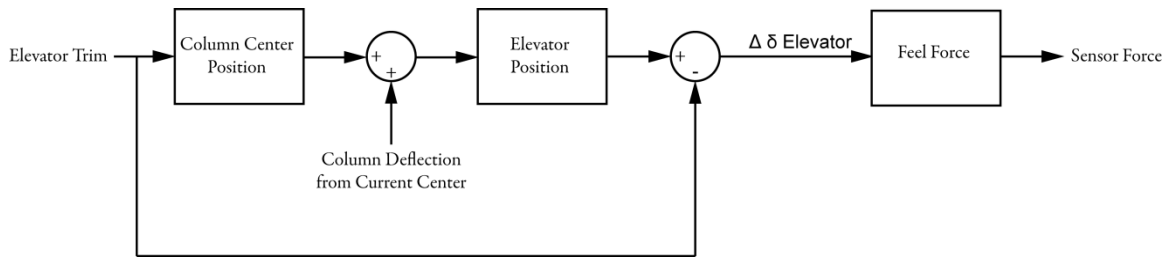 Elevator Trim
Column Center
Position
+
+
Elevator
Position
+
-
Δ δ Elevator
Feel Force
Sensor Force
Column Deflection
from Current Center